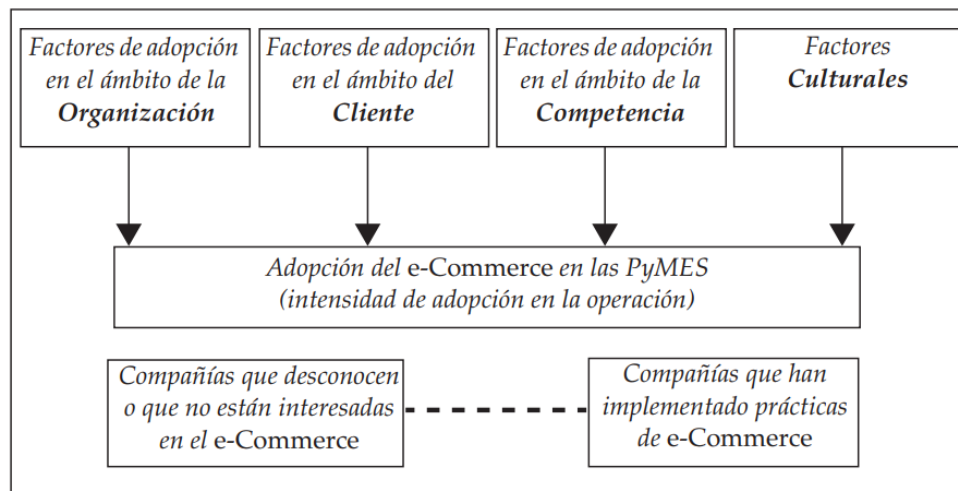 Factores de adopción
en el ámbito de la
Organización
Factores de adopción
en el ámbito del
Cliente
Factores de adopción
en el ámbito de la
Competencia
Factores
Culturales
Adopción del e-Commerce en las PyMES
(intensidad de adopción en la operación)
Compañías que desconocen
o que no están interesadas
en el e-Commerce
Compañías que han
implementado prácticas
de e-Commerce